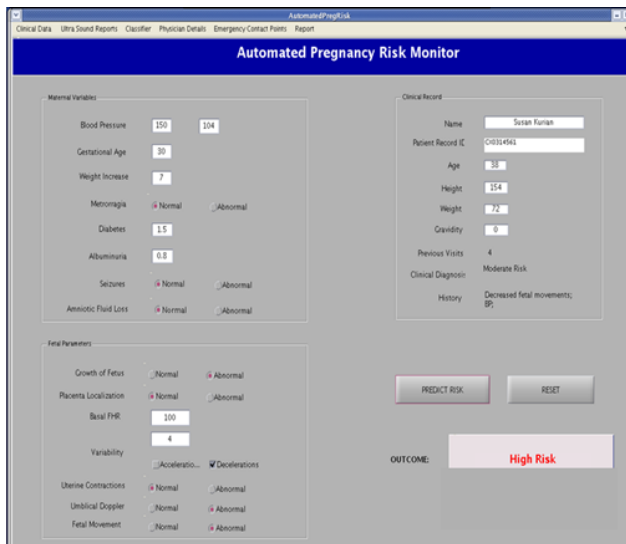 AutomatedPregRisk
Clinical Data Ultra Sound Reports Classifier Physician Details Emergency Contact Points Report
Automated Pregnancy Risk Monitor
Maternal Variables
Blood Pressure 150 104
Gestational Age 30
Weight Increase 7
Metrorragia Normal Abnormal
Diabetes 1.5
Albuminuria 0.8
Seizures Normal Abnormal
Amniotic Fluid Loss Normal Abnormal
Clinical Record
Name Susan Kurian
Patient Record ID
Age 38
Height 154
Weight 72
Gravidity 0
Previous Visits 4
Clinical Diagnosis Moderate Risk
History Decreased fetal movements;
BP;
Fetal Parameters
Growth of Fetus Normal Abnormal
Placenta Localization Normal Abnormal
Basal FHR 100
4
Variability
Acceleratio... Decelerations
Uterine Contractions Normal Abnormal
Umblical Doppler Normal Abnormal
Fetal Movement Normal Abnormal
PREDICT RISK RESET
OUTCOME: High Risk